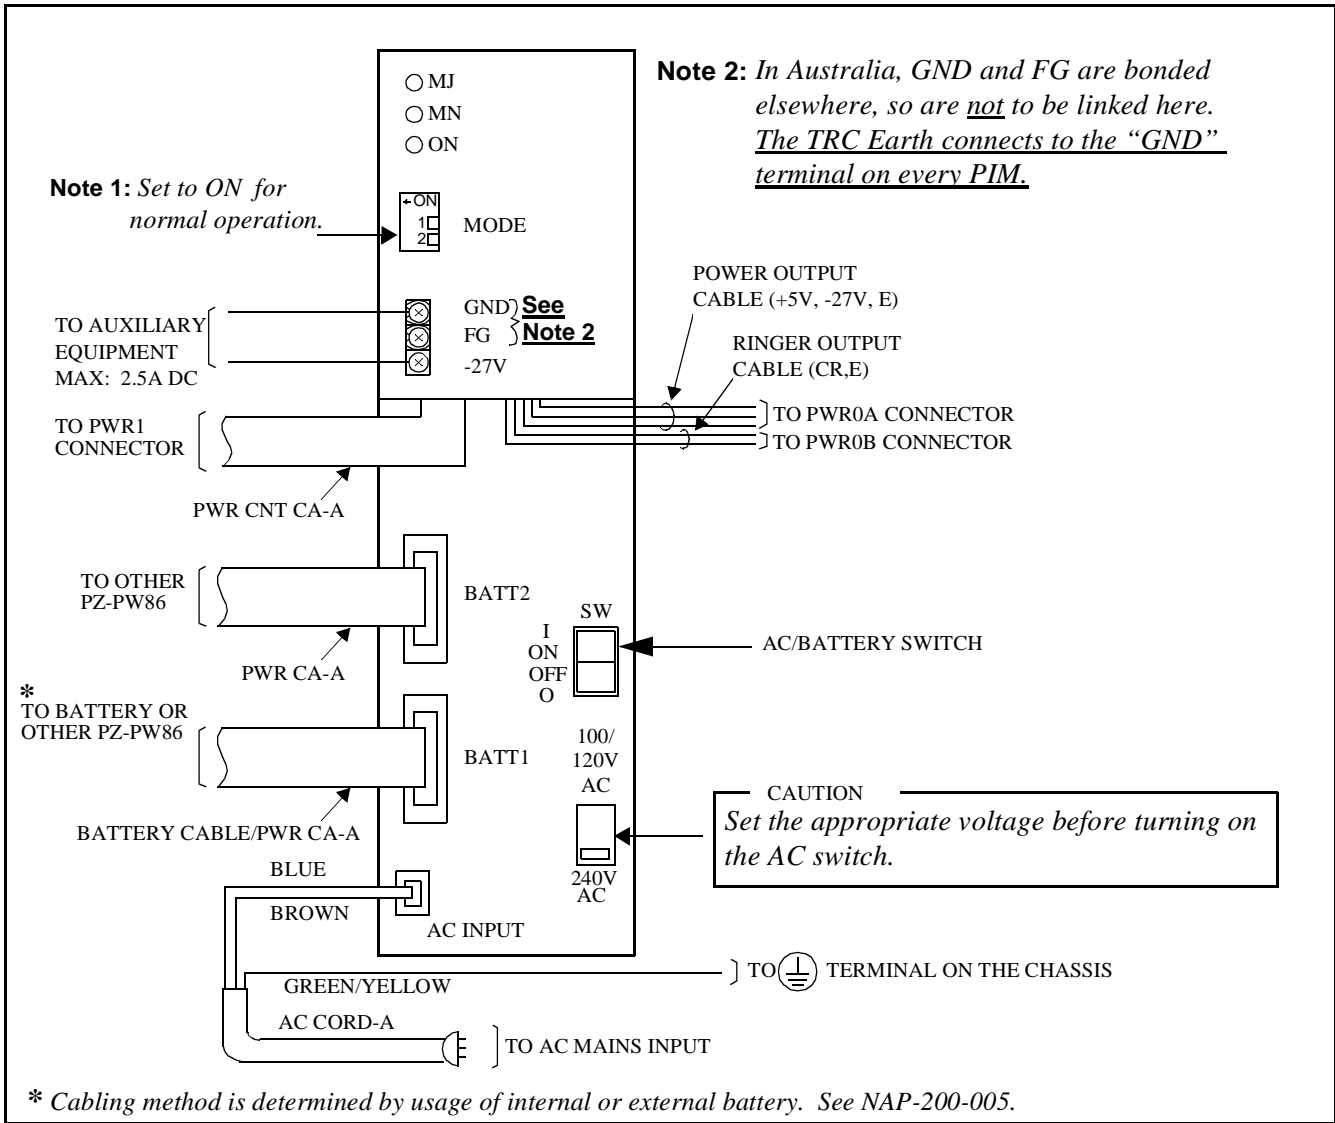 MJ
MN
ON
Note 2: In Australia, GND and FG are bonded
elsewhere, so are not to be linked here.
The TRC Earth connects to the “GND”
terminal on every PIM.
Note 1: Set to ON for
normal operation.
←ON
1
2
MODE
POWER OUTPUT
CABLE (+5V, -27V, E)
RINGER OUTPUT
CABLE (CR,E)
TO AUXILIARY
EQUIPMENT
MAX: 2.5A DC
GND
FG
-27V
See
Note 2
TO PWR0A CONNECTOR
TO PWR0B CONNECTOR
TO PWR1
CONNECTOR
PWR CNT CA-A
TO OTHER
PZ-PW86
BATT2
PWR CA-A
SW
I
ON
OFF
O
AC/BATTERY SWITCH
*
TO BATTERY OR
OTHER PZ-PW86
BATT1
BATTERY CABLE/PWR CA-A
100/
120V
AC
240V
AC
CAUTION
Set the appropriate voltage before turning on
the AC switch.
BLUE
BROWN
AC INPUT
GREEN/YELLOW
TO TERMINAL ON THE CHASSIS
AC CORD-A
TO AC MAINS INPUT
* Cabling method is determined by usage of internal or external battery. See NAP-200-005.